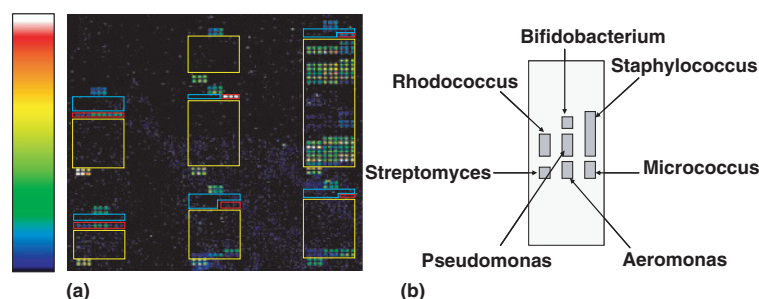 Bifidobacterium
Staphylococcus
Rhodococcus
Streptomyces
Micrococcus
Pseudomonas
Aeromonas
(a)
(b)